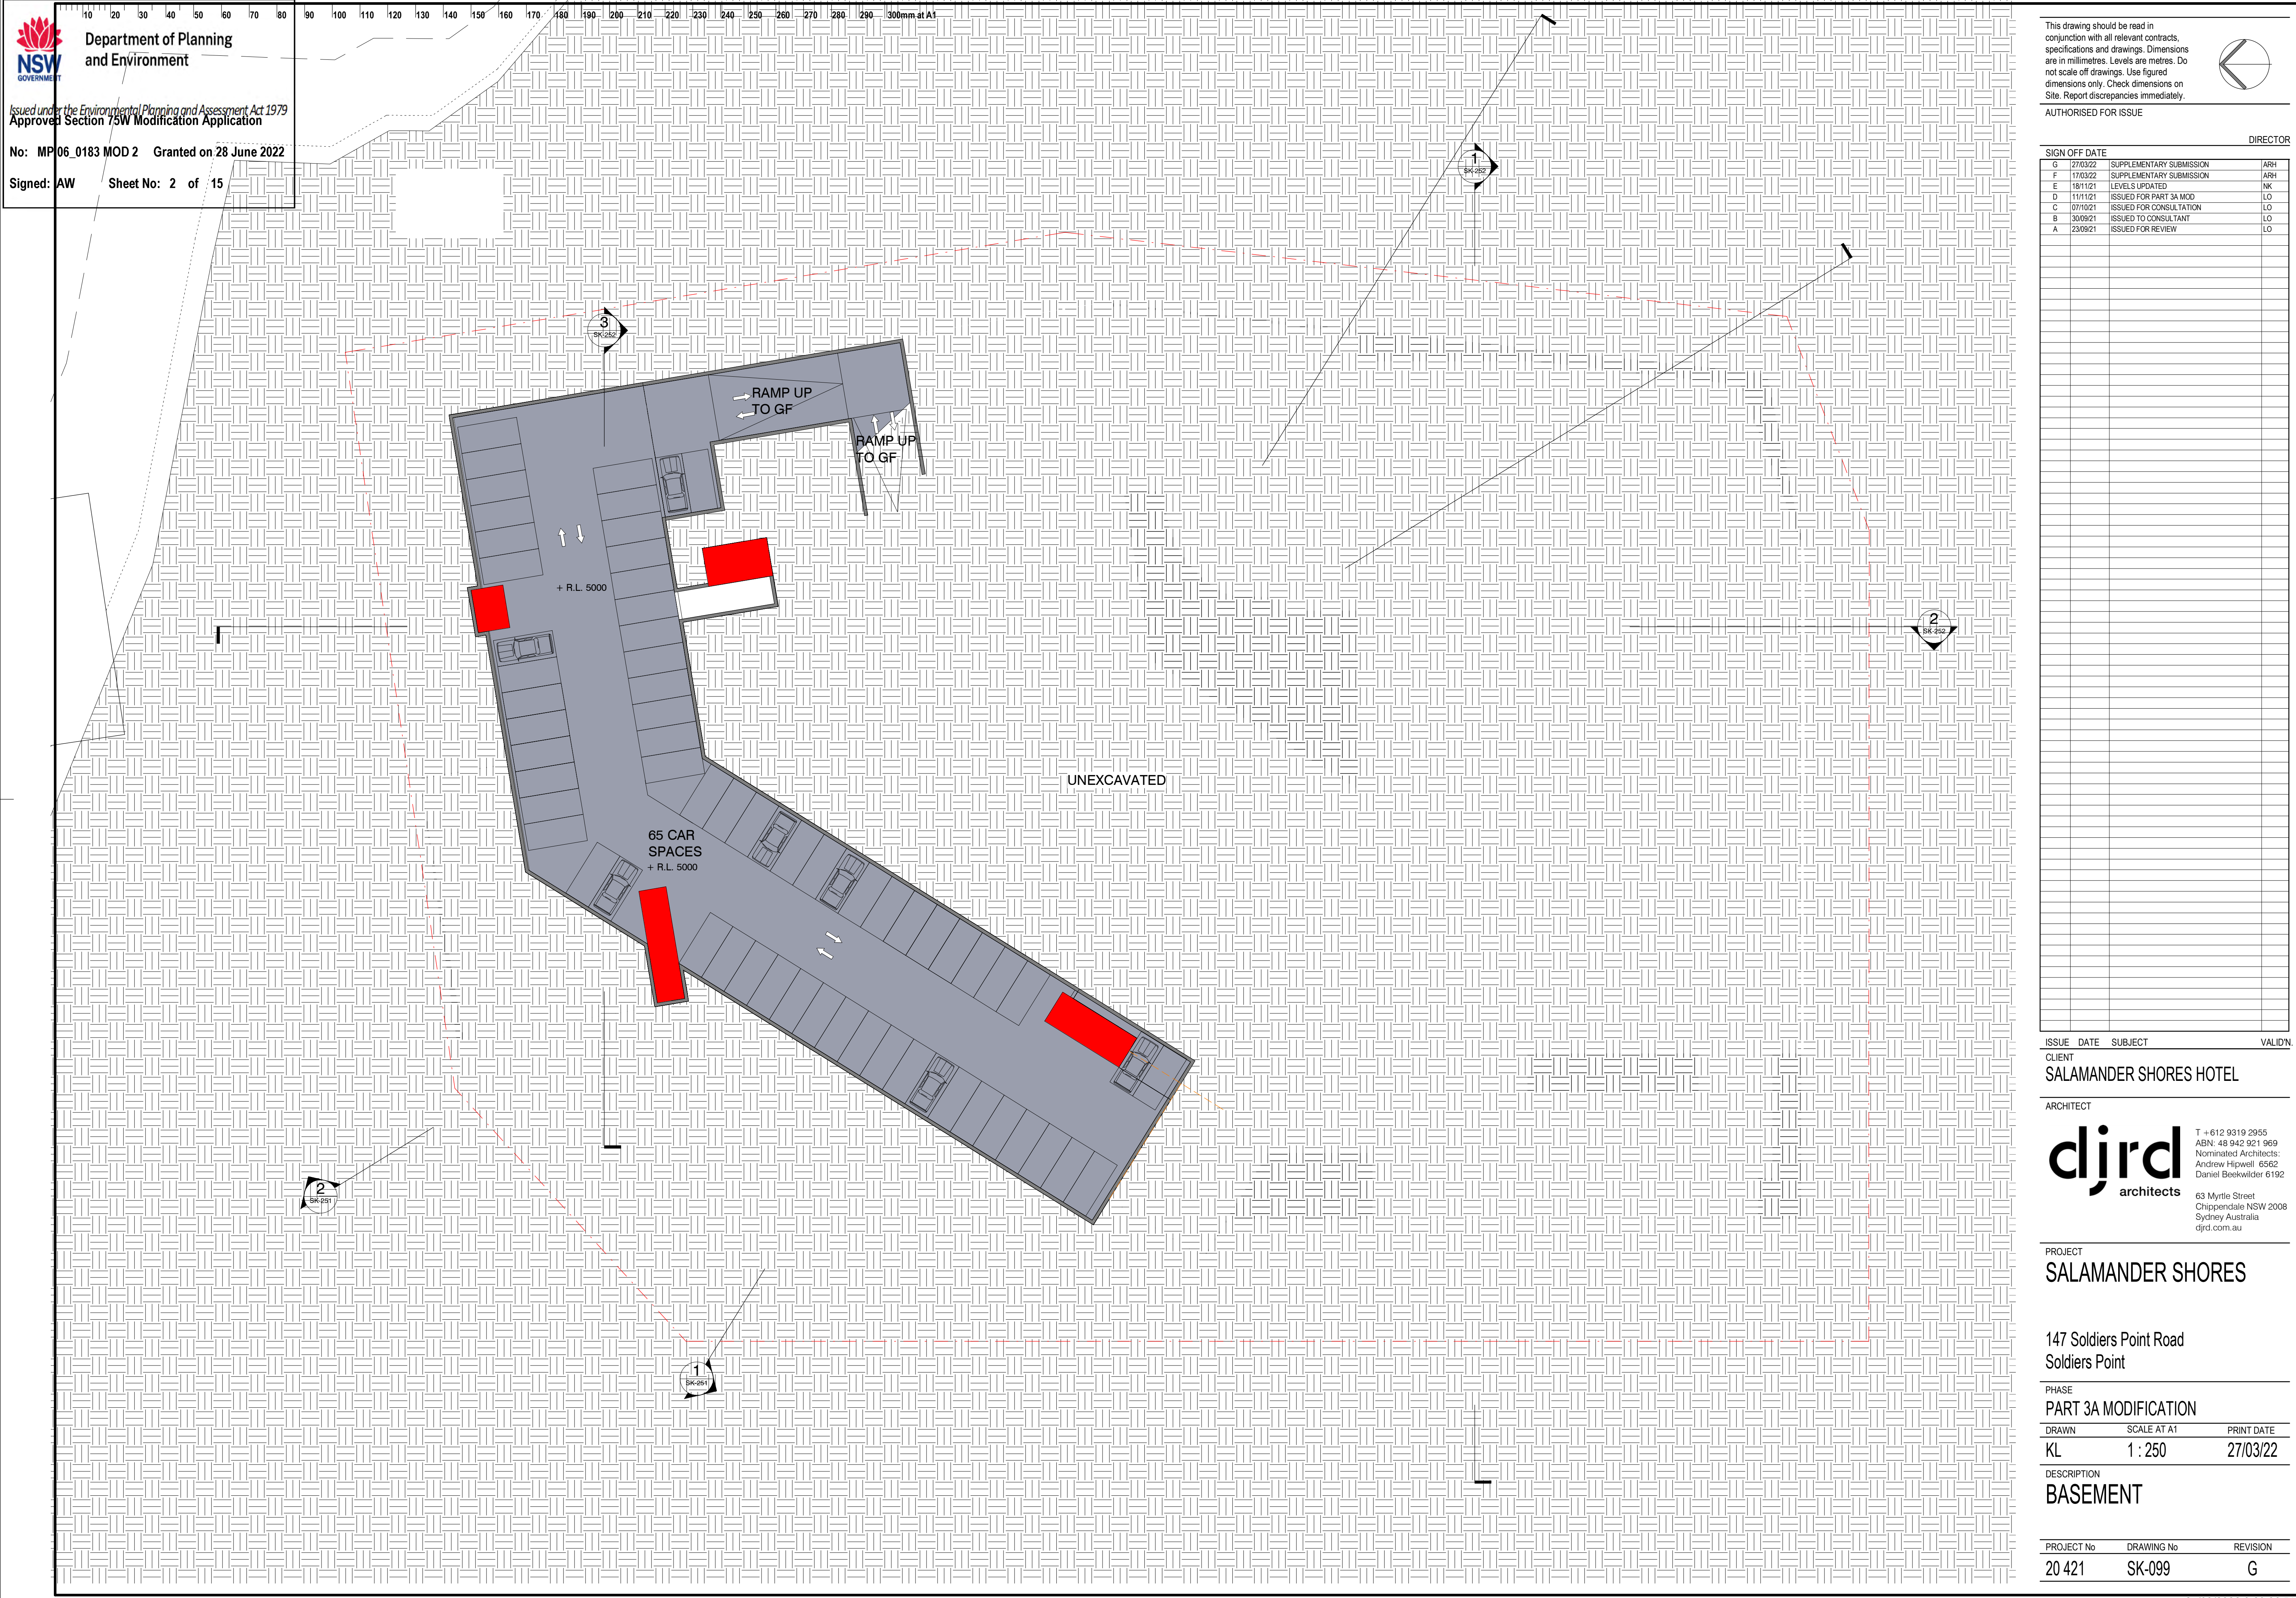 10 20 30 40 50 60 70 80 90 100 110 120 130 140 150 160 170 180 190 200 210 220 230 240 250 260 270 280 290 300mm at A1
NSW
GOVERNMENT
Department of Planning
and Environment
Issued under the Environmental Planning and Assessment Act 1979
Approved Section 75W Modification Application
No: MP 06_0183 MOD 2 Granted on 28 June 2022
Signed: AW Sheet No: 2 of 15
1
SK-252
3
SK-252
RAMP UP
TO GF
RAMP UP
TO GF
+ R.L. 5000
2
SK-252
UNEXCAVATED
65 CAR
SPACES
+ R.L. 5000
2
SK-251
1
SK-251
This drawing should be read in
conjunction with all relevant contracts,
specifications and drawings. Dimensions
are in millimetres. Levels are metres. Do
not scale off drawings. Use figured
dimensions only. Check dimensions on
Site. Report discrepancies immediately.
AUTHORISED FOR ISSUE
DIRECTOR
SIGN OFF DATE
G 27/03/22 SUPPLEMENTARY SUBMISSION ARH
F 17/03/22 SUPPLEMENTARY SUBMISSION ARH
E 18/11/21 LEVELS UPDATED NK
D 11/11/21 ISSUED FOR PART 3A MOD LO
C 07/10/21 ISSUED FOR CONSULTATION LO
B 30/09/21 ISSUED TO CONSULTANT LO
A 23/09/21 ISSUED FOR REVIEW LO
ISSUE DATE SUBJECT VALID'N.
CLIENT
SALAMANDER SHORES HOTEL
ARCHITECT
djrd
architects
T +612 9319 2955
ABN: 48 942 921 969
Nominated Architects:
Andrew Hipwell 6562
Daniel Beekwilder 6192
63 Myrtle Street
Chippendale NSW 2008
Sydney Australia
djrd.com.au
PROJECT
SALAMANDER SHORES
147 Soldiers Point Road
Soldiers Point
PHASE
PART 3A MODIFICATION
DRAWN SCALE AT A1 PRINT DATE
KL 1 : 250 27/03/22
DESCRIPTION
BASEMENT
PROJECT No DRAWING No REVISION
20 421 SK-099 G